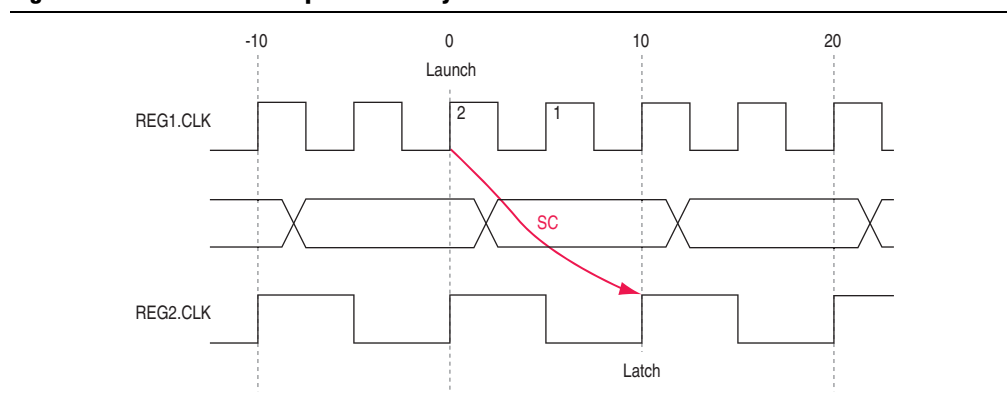 -10 0 10 20
Launch
REG1.CLK 2 1
SC
REG2.CLK
Latch